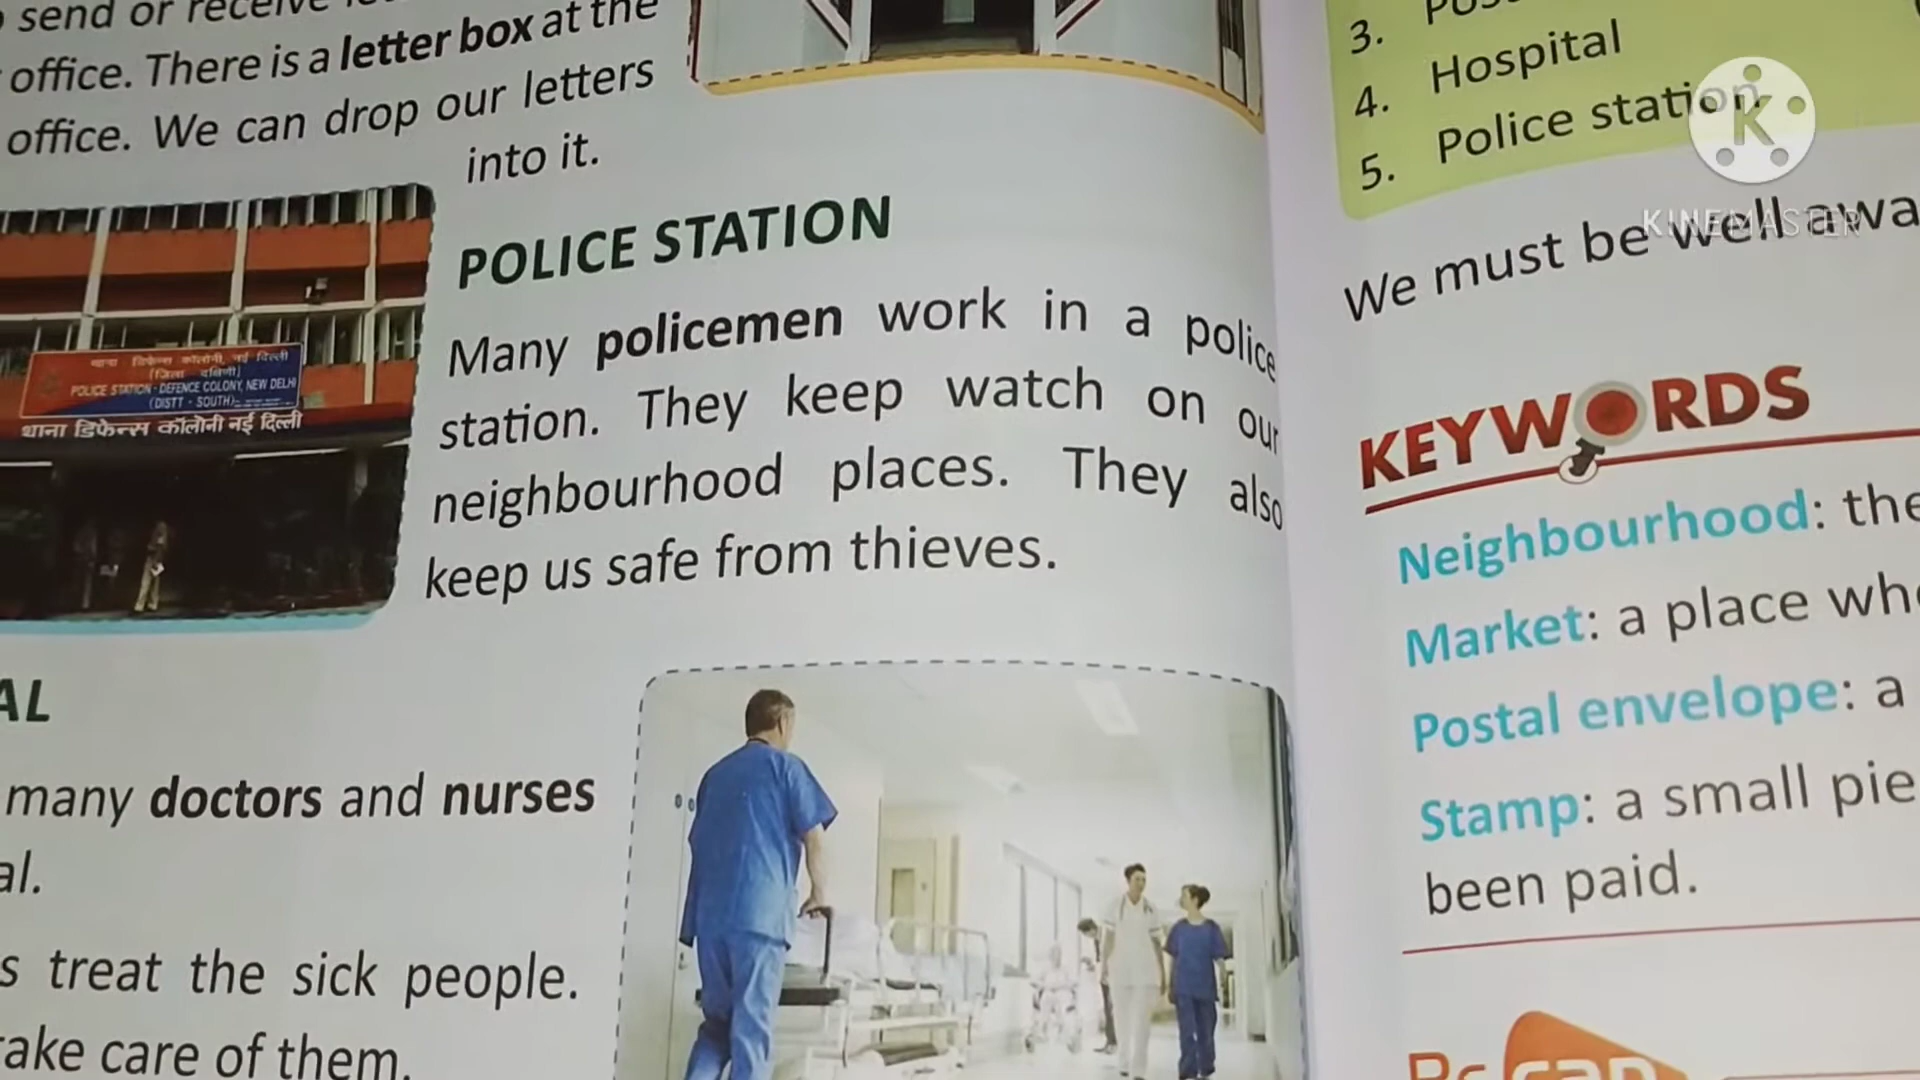 send or receive
office. There is a letter box at the
office. We can drop our letters
into it.
POLICE STATION
Many policemen work in a police
station. They keep watch on our
neighbourhood places. They also
keep us safe from thieves.
थाना डिफेन्स कॉलोनी, नई दिल्ली
(जिला दक्षिणी)
POLICE STATION - DEFENCE COLONY, NEW DELHI
(DISTT - SOUTH)
थाना डिफेन्स कॉलोनी नई दिल्ली
AL
many doctors and nurses
al.
s treat the sick people.
take care of them.
3.
4. Hospital
5. Police station
K
KINEMASTER
We must be well awa
KEYWORDS
Neighbourhood: the
Market: a place whe
Postal envelope: a
Stamp: a small pie
been paid.